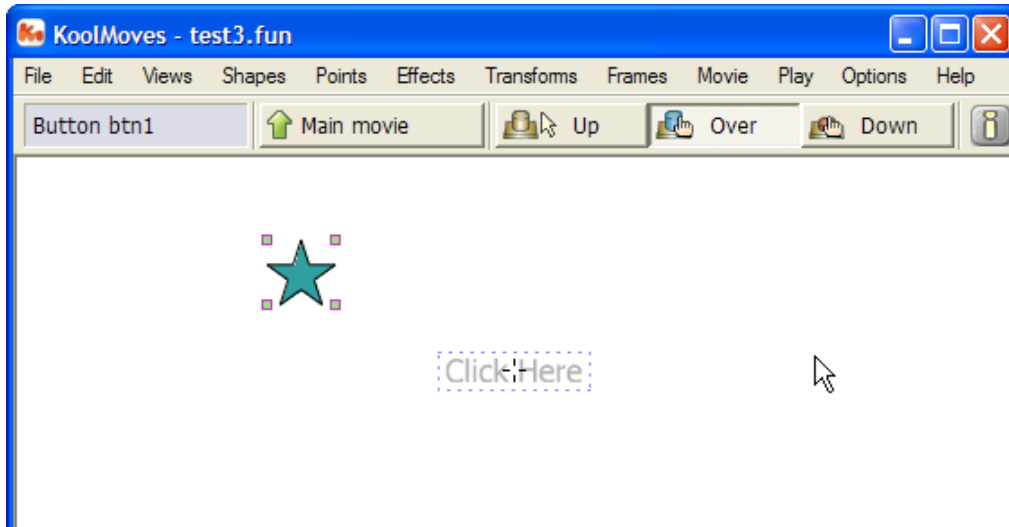 KoolMoves - test3.fun
File Edit Views Shapes Points Effects Transforms Frames Movie Play Options Help
Button btn1 Main movie Up Over Down
Click Here